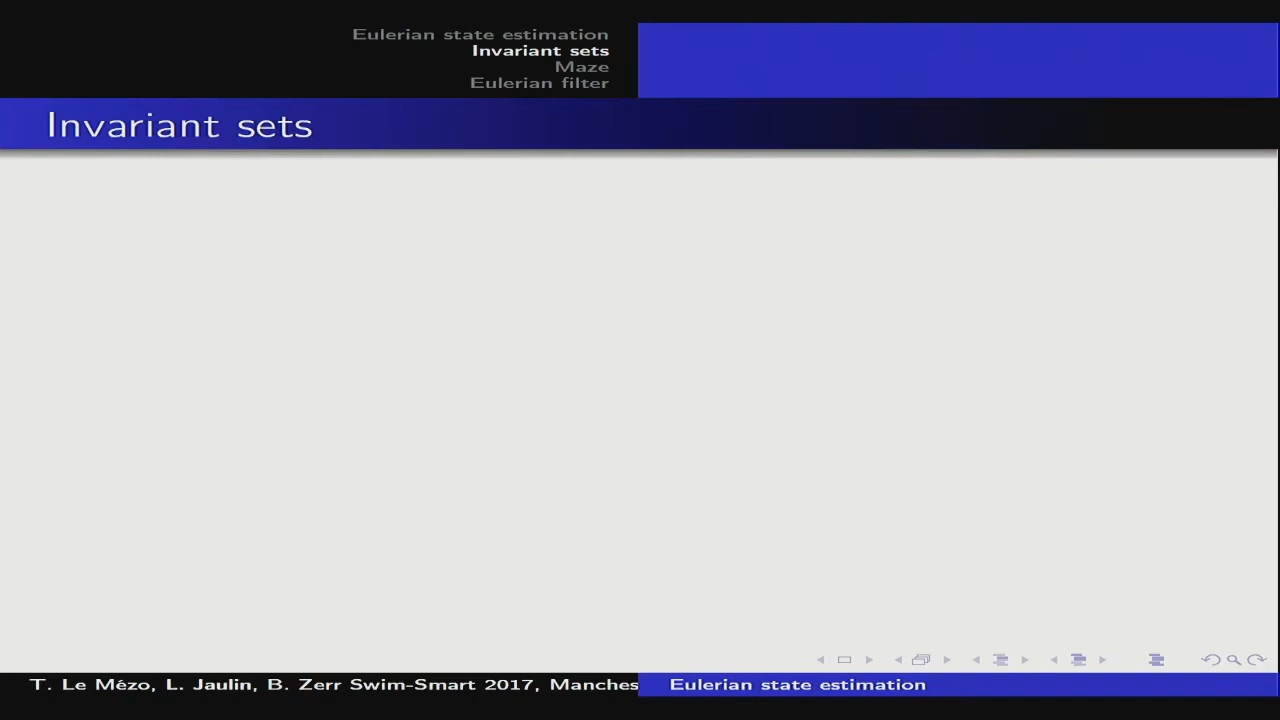 Eulerian state estimation
Invariant sets
Maze
Eulerian filter
Invariant sets
T. Le Mézo, L. Jaulin, B. Zerr Swim-Smart 2017, Manches
Eulerian state estimation